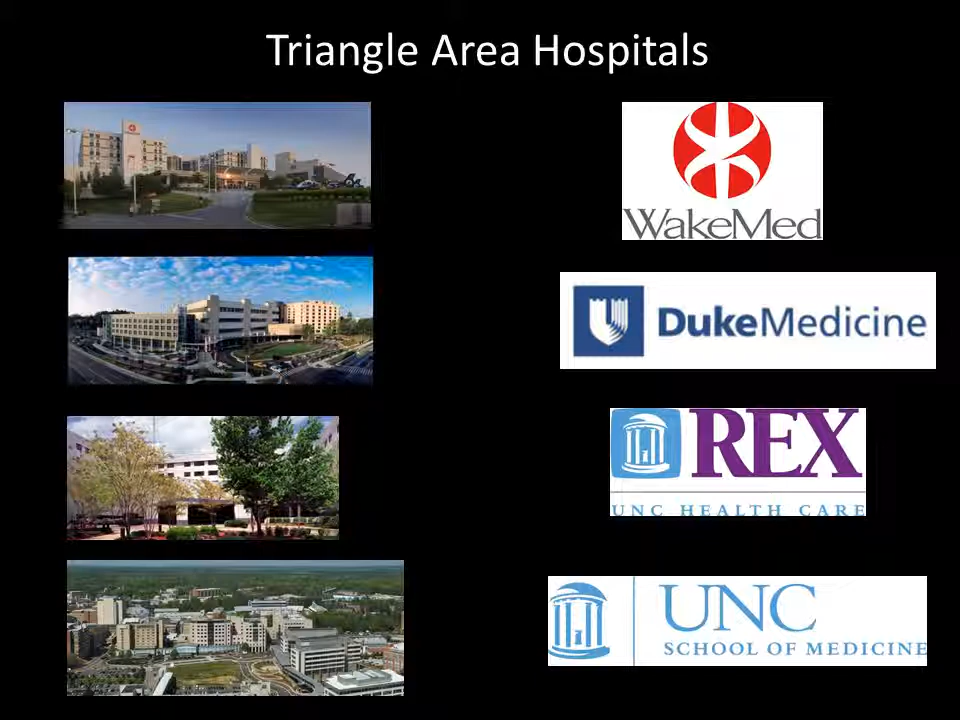 Triangle Area Hospitals
WakeMed
DukeMedicine
REX
UNC HEALTH CARE
UNC
SCHOOL OF MEDICINE